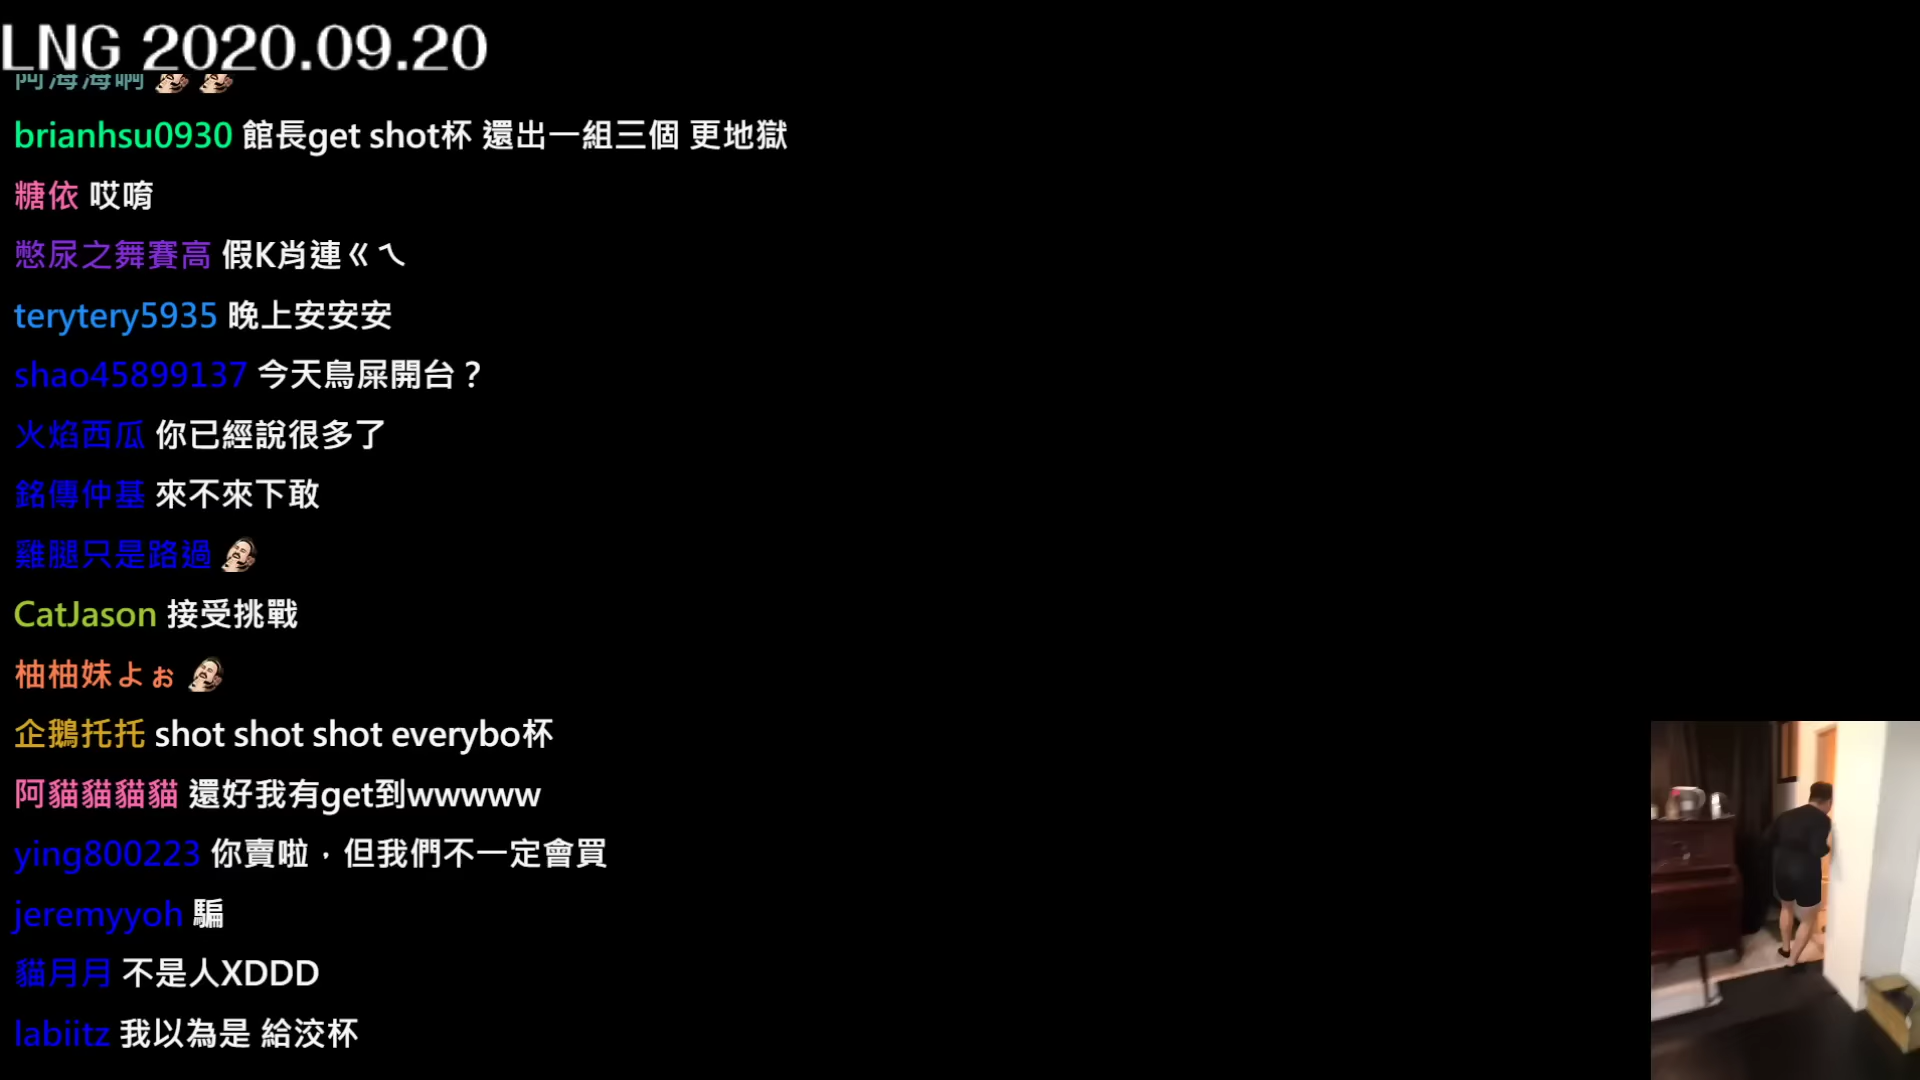 LNG 2020.09.20
阿海海啊
brianhsu0930 館長get shot杯 還出一組三個 更地獄
糖依 哎唷
憋尿之舞賽高 假K肖連ㄍㄟ
terytery5935 晚上安安安
shao45899137 今天鳥屎開台？
火焰西瓜 你已經說很多了
銘傳仲基 來不來下敢
雞腿只是路過
CatJason 接受挑戰
柚柚妹よぉ
企鵝托托 shot shot shot everybo杯
阿貓貓貓貓 還好我有get到wwwww
ying800223 你賣啦，但我們不一定會買
jeremyyoh 騙
貓月月 不是人XDDD
labiitz 我以為是 給洨杯